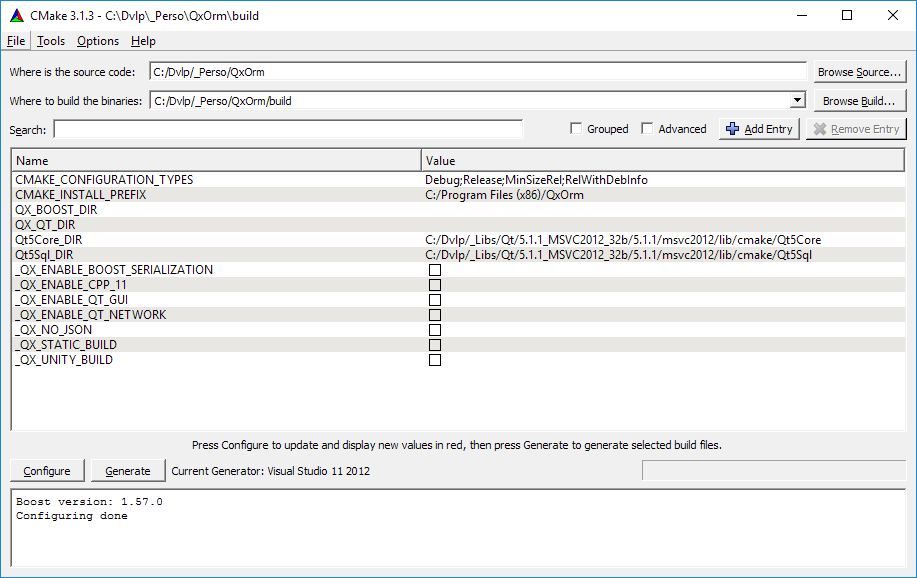 CMake 3.1.3 - C:\Dvlp\_Perso\QxOrm\build
File Tools Options Help
Where is the source code: C:/Dvlp/_Perso/QxOrm Browse Source...
Where to build the binaries: C:/Dvlp/_Perso/QxOrm/build Browse Build...
Search: Grouped Advanced Add Entry Remove Entry
Name Value
CMAKE_CONFIGURATION_TYPES Debug;Release;MinSizeRel;RelWithDebInfo
CMAKE_INSTALL_PREFIX C:/Program Files (x86)/QxOrm
QX_BOOST_DIR
QX_QT_DIR
Qt5Core_DIR C:/Dvlp/_Libs/Qt/5.1.1_MSVC2012_32b/5.1.1/msvc2012/lib/cmake/Qt5Core
Qt5Sql_DIR C:/Dvlp/_Libs/Qt/5.1.1_MSVC2012_32b/5.1.1/msvc2012/lib/cmake/Qt5Sql
_QX_ENABLE_BOOST_SERIALIZATION
_QX_ENABLE_CPP_11
_QX_ENABLE_QT_GUI
_QX_ENABLE_QT_NETWORK
_QX_NO_JSON
_QX_STATIC_BUILD
_QX_UNITY_BUILD
Press Configure to update and display new values in red, then press Generate to generate selected build files.
Configure Generate Current Generator: Visual Studio 11 2012
Boost version: 1.57.0
Configuring done